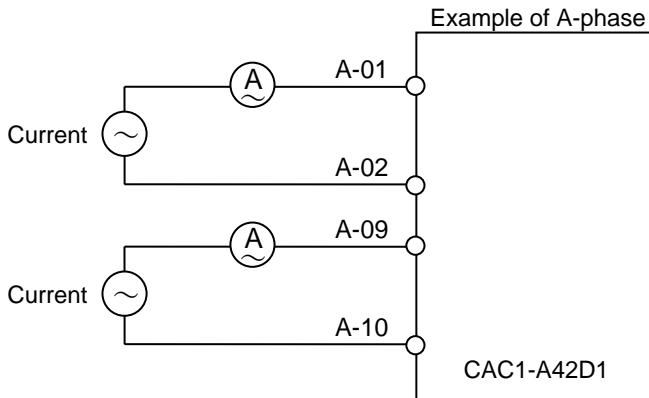 Example of A-phase
A-01
A
Current
A-02
A-09
A
Current
A-10
CAC1-A42D1